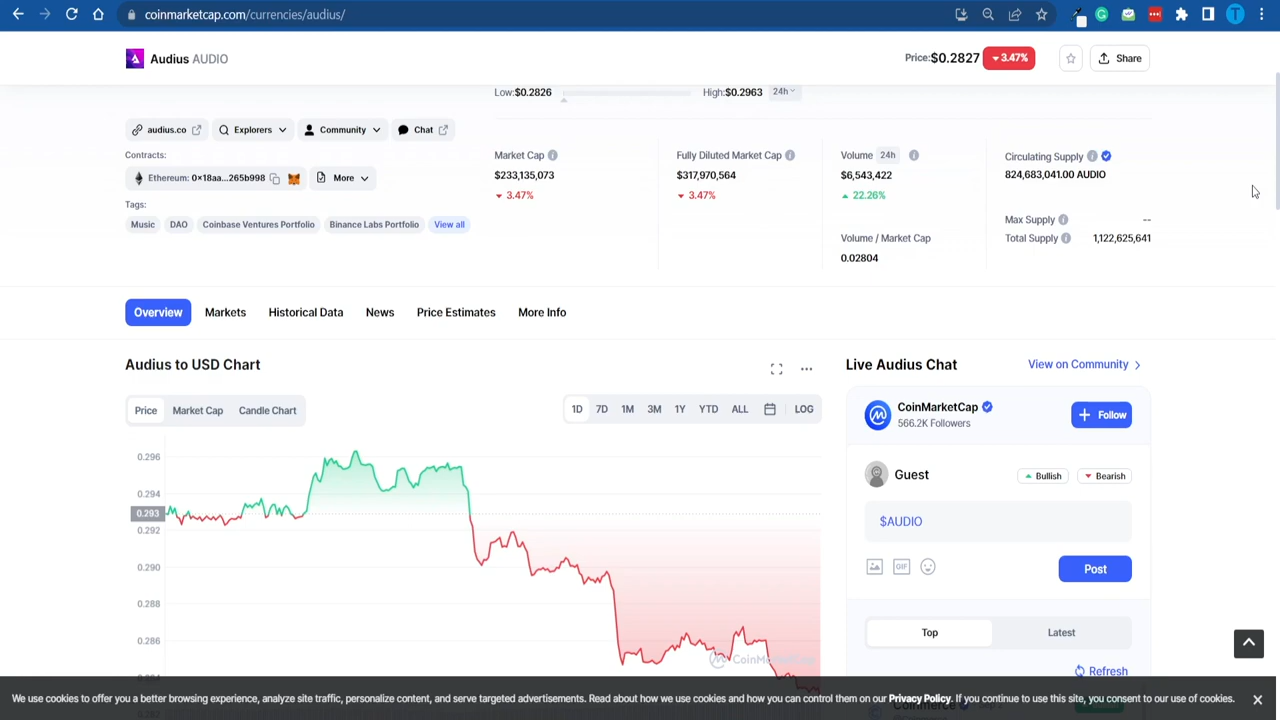 coinmarketcap.com/currencies/audius/
T
Audius AUDIO
Price:$0.2827
3.47%
Share
Low:$0.2826
High:$0.2963
24h
audius.co
Explorers
Community
Chat
Contracts:
Ethereum: 0x18aa...265b998
More
Tags:
Music
DAO
Coinbase Ventures Portfolio
Binance Labs Portfolio
View all
Market Cap
$233,135,073
3.47%
Fully Diluted Market Cap
$317,970,564
3.47%
Volume 24h
$6,543,422
22.26%
Volume / Market Cap
0.02804
Circulating Supply
824,683,041.00 AUDIO
Max Supply
--
Total Supply
1,122,625,641
Overview
Markets
Historical Data
News
Price Estimates
More Info
Audius to USD Chart
Price
Market Cap
Candle Chart
1D
7D
1M
3M
1Y
YTD
ALL
LOG
0.296
0.294
0.293
0.292
0.290
0.288
0.286
Live Audius Chat
View on Community
CoinMarketCap
566.2K Followers
Follow
Guest
Bullish
Bearish
$AUDIO
GIF
Post
Top
Latest
Refresh
We use cookies to offer you a better browsing experience, analyze site traffic, personalize content, and serve targeted advertisements. Read about how we use cookies and how you can control them on our Privacy Policy. If you continue to use this site, you consent to our use of cookies.